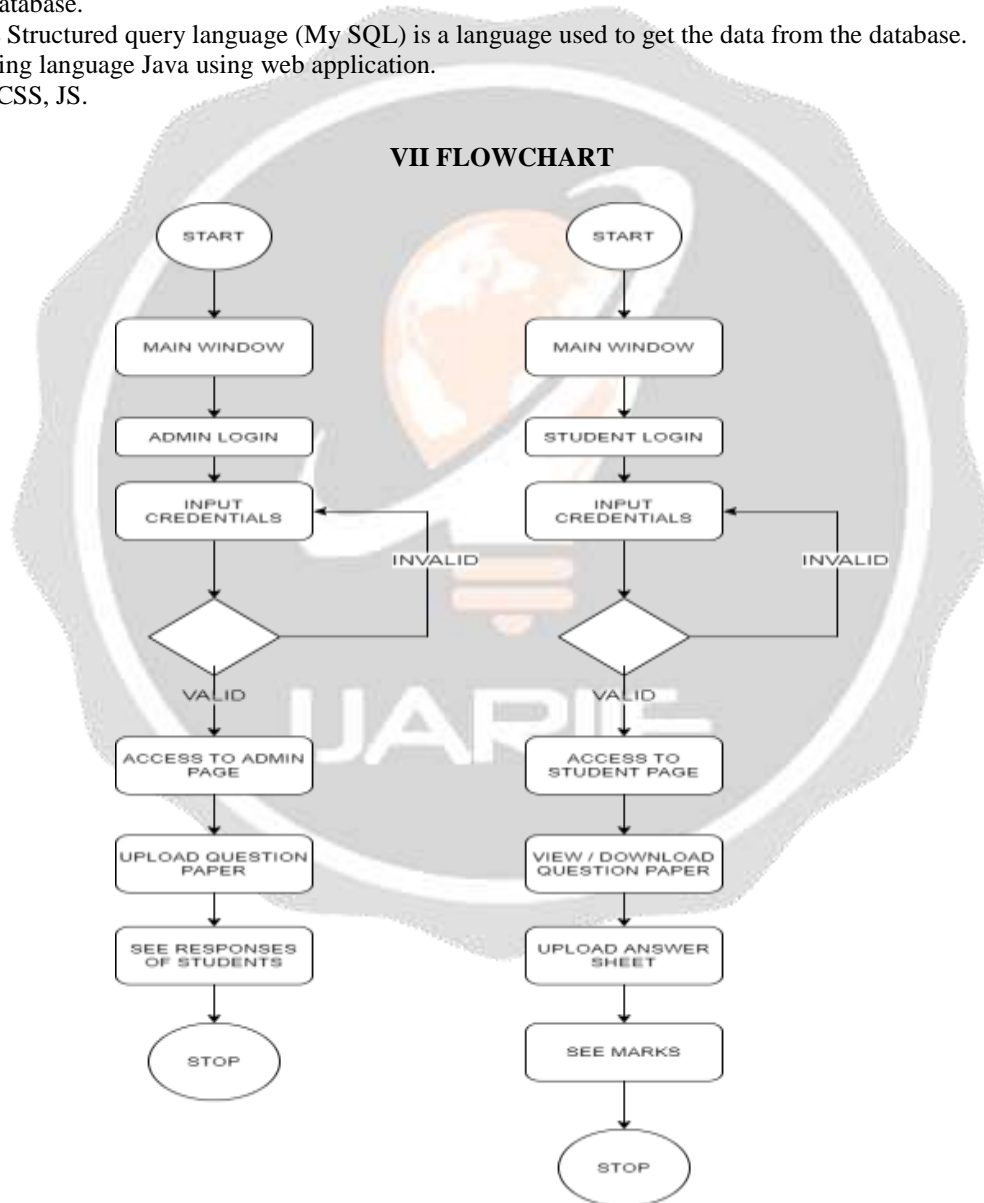 atabase.
Structured query language (My SQL) is a language used to get the data from the database.
ing language Java using web application.
CSS, JS.
VII FLOWCHART
START
MAIN WINDOW
ADMIN LOGIN
INPUT
CREDENTIALS
INVALID
VALID
ACCESS TO ADMIN
PAGE
UPLOAD QUESTION
PAPER
SEE RESPONSES
OF STUDENTS
STOP
START
MAIN WINDOW
STUDENT LOGIN
INPUT
CREDENTIALS
INVALID
VALID
ACCESS TO
STUDENT PAGE
VIEW / DOWNLOAD
QUESTION PAPER
UPLOAD ANSWER
SHEET
SEE MARKS
STOP